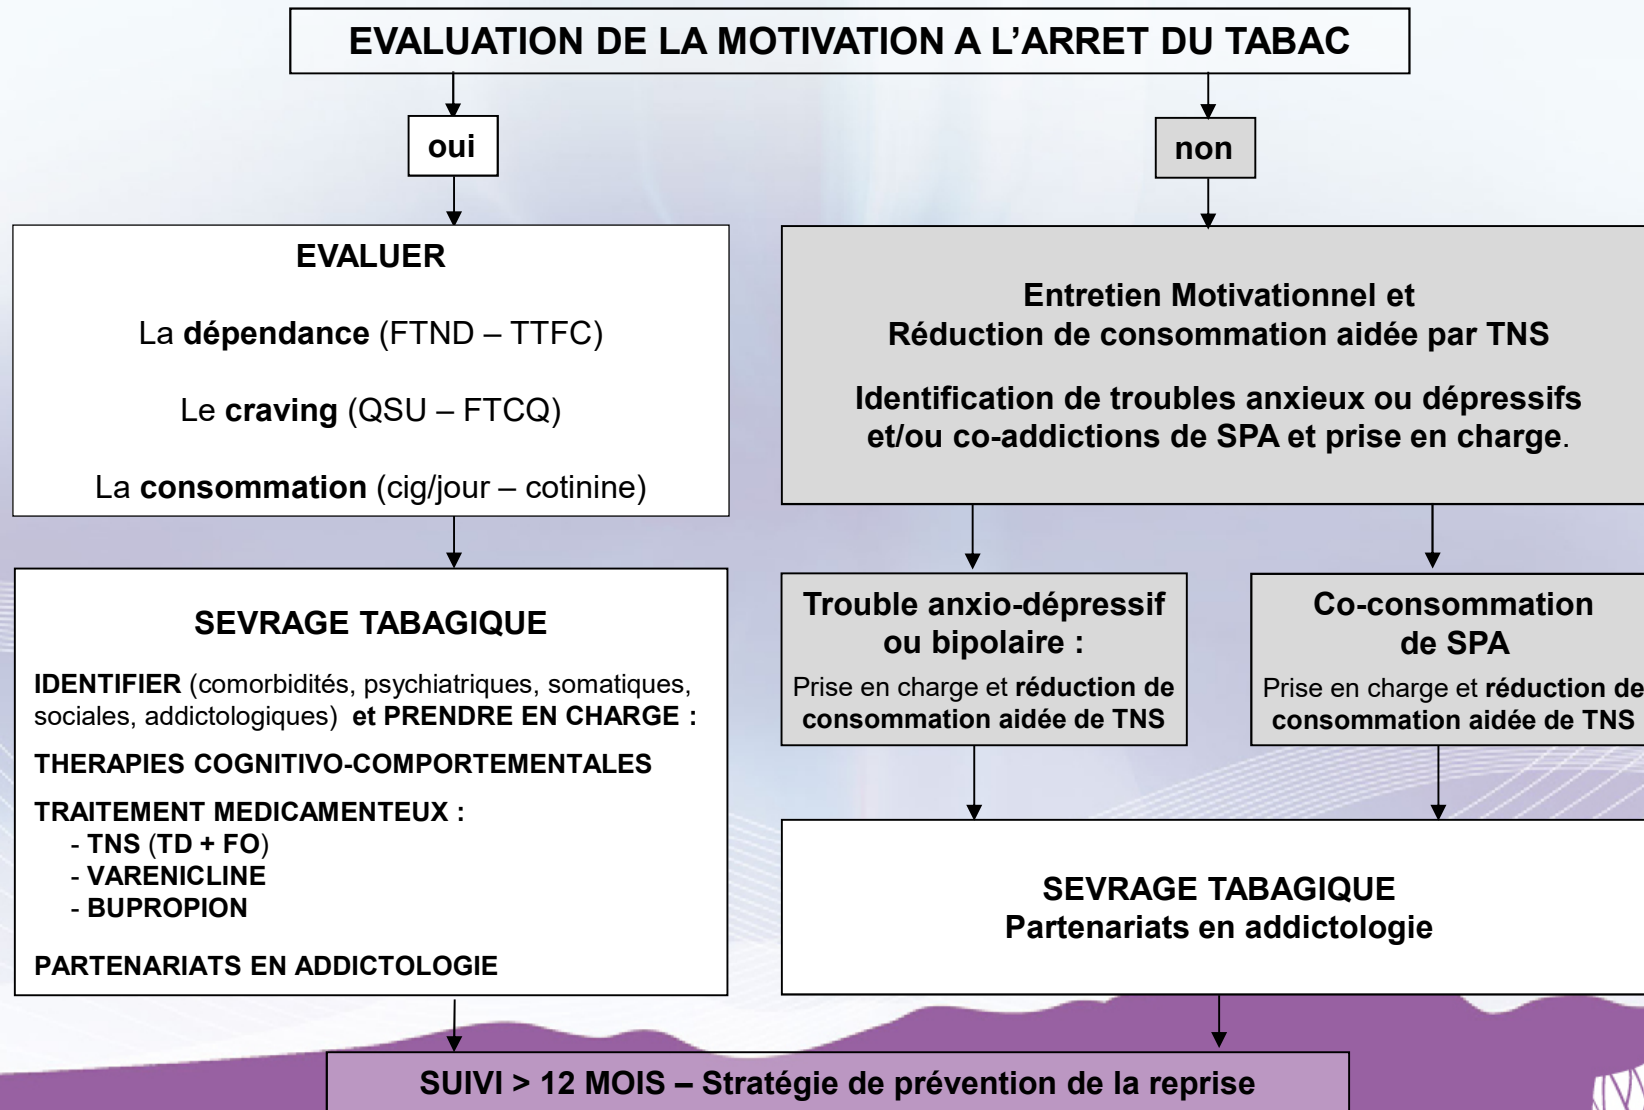 EVALUATION DE LA MOTIVATION A L’ARRET DU TABAC
oui
non
EVALUER
La dépendance (FTND – TTFC)
Le craving (QSU – FTCQ)
La consommation (cig/jour – cotinine)
Entretien Motivationnel et
Réduction de consommation aidée par TNS
Identification de troubles anxieux ou dépressifs
et/ou co-addictions de SPA et prise en charge.
SEVRAGE TABAGIQUE
IDENTIFIER (comorbidités, psychiatriques, somatiques,
sociales, addictologiques) et PRENDRE EN CHARGE :
THERAPIES COGNITIVO-COMPORTEMENTALES
TRAITEMENT MEDICAMENTEUX :
- TNS (TD + FO)
- VARENICLINE
- BUPROPION
PARTENARIATS EN ADDICTOLOGIE
Trouble anxio-dépressif
ou bipolaire :
Prise en charge et réduction de
consommation aidée de TNS
Co-consommation
de SPA
Prise en charge et réduction de
consommation aidée de TNS
SEVRAGE TABAGIQUE
Partenariats en addictologie
SUIVI > 12 MOIS – Stratégie de prévention de la reprise